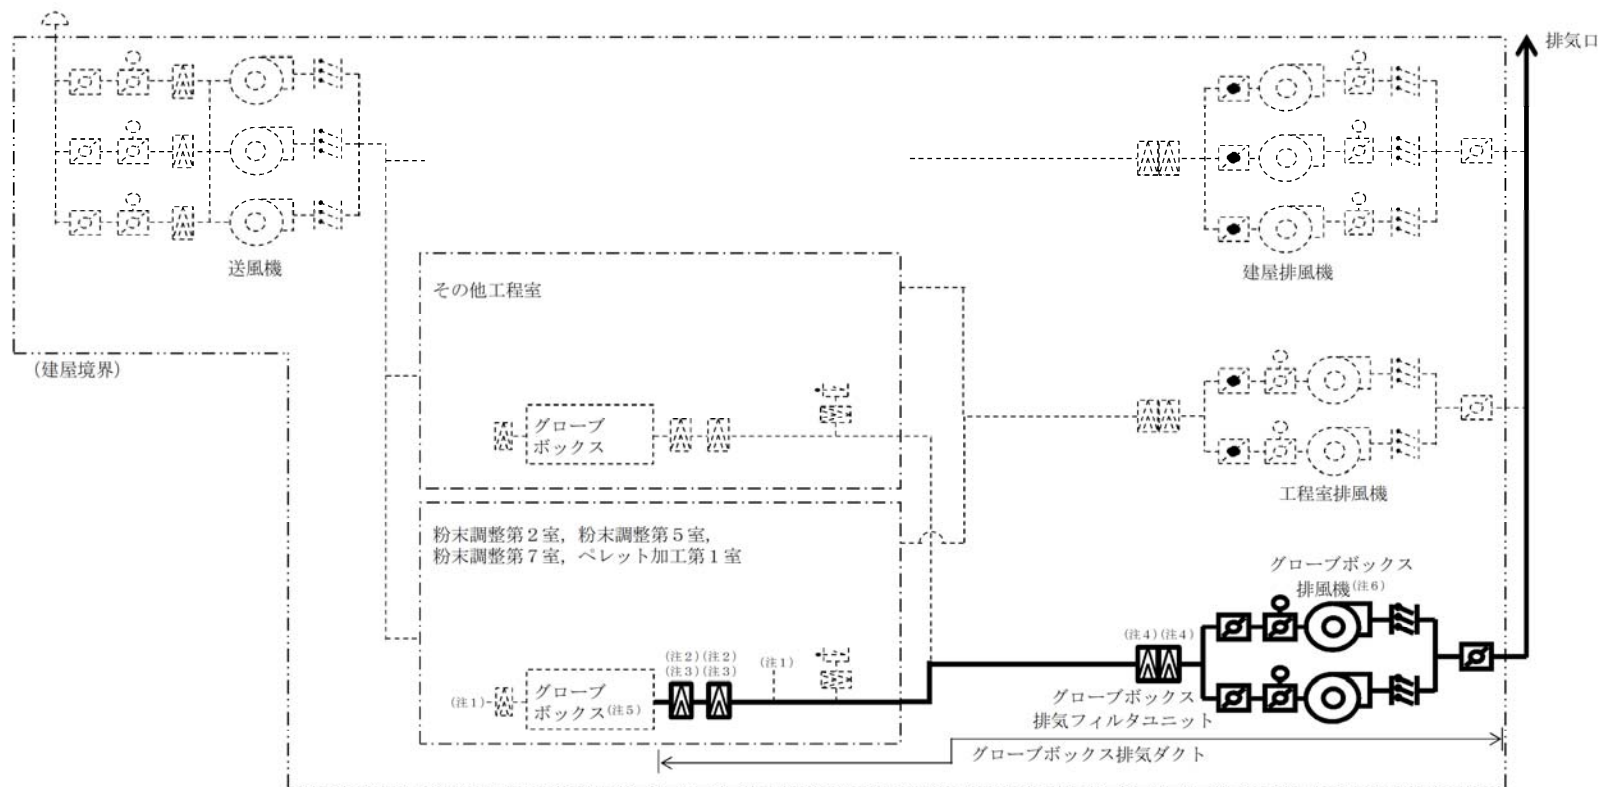 排気口
送風機
建屋排風機
その他工程室
(建屋境界)
グローブ
ボックス
工程室排風機
粉末調整第2室,粉末調整第5室,
粉末調整第7室,ペレット加工第1室
グローブボックス
排風機(注6)
(注4)(注4)
(注2)(注2)
(注3)(注3)
(注1)
(注1)
グローブ
ボックス(注5)
グローブボックス
排気フィルタユニット
グローブボックス排気ダクト